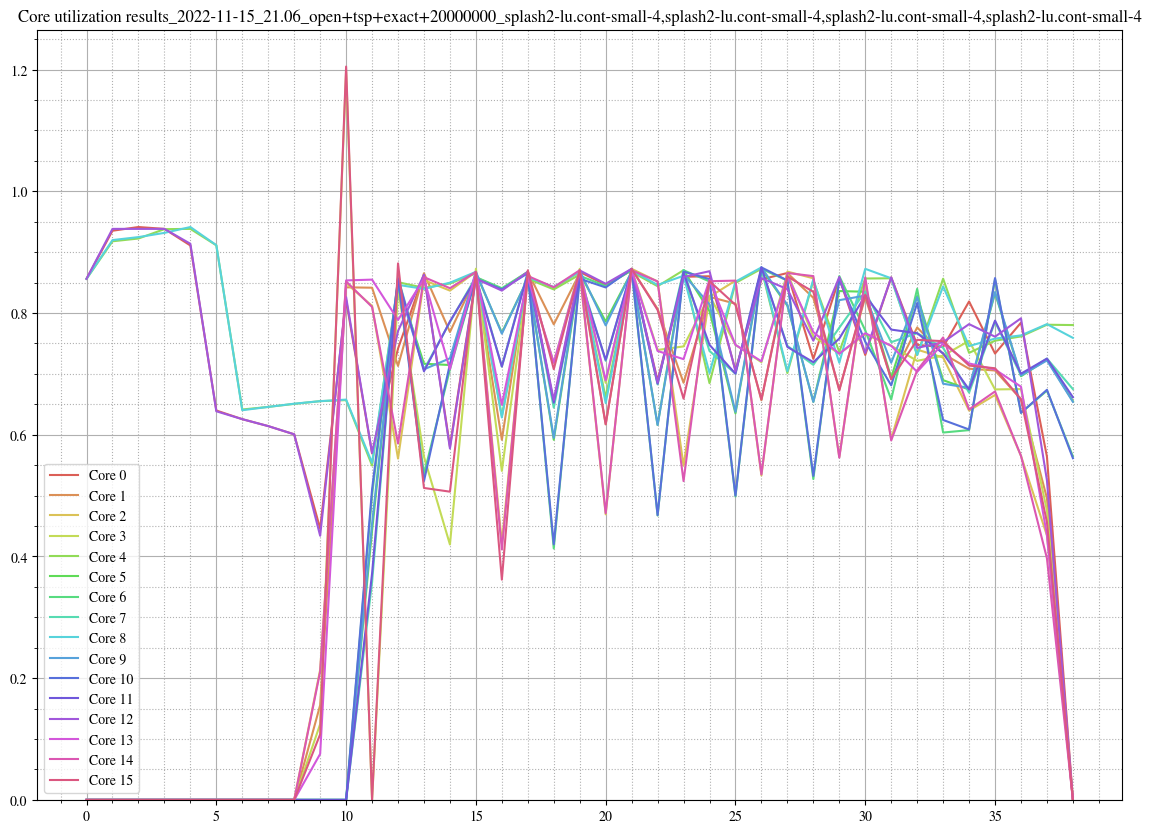 Core utilization results_2022-11-15_21.06_open+tsp+exact+20000000_splash2-lu.cont-small-4,splash2-lu.cont-small-4,splash2-lu.cont-small-4,splash2-lu.cont-small-4
1.2
1.0
0.8
0.6
0.4
0.2
0.0
Core 0
Core 1
Core 2
Core 3
Core 4
Core 5
Core 6
Core 7
Core 8
Core 9
Core 10
Core 11
Core 12
Core 13
Core 14
Core 15
0 5 10 15 20 25 30 35